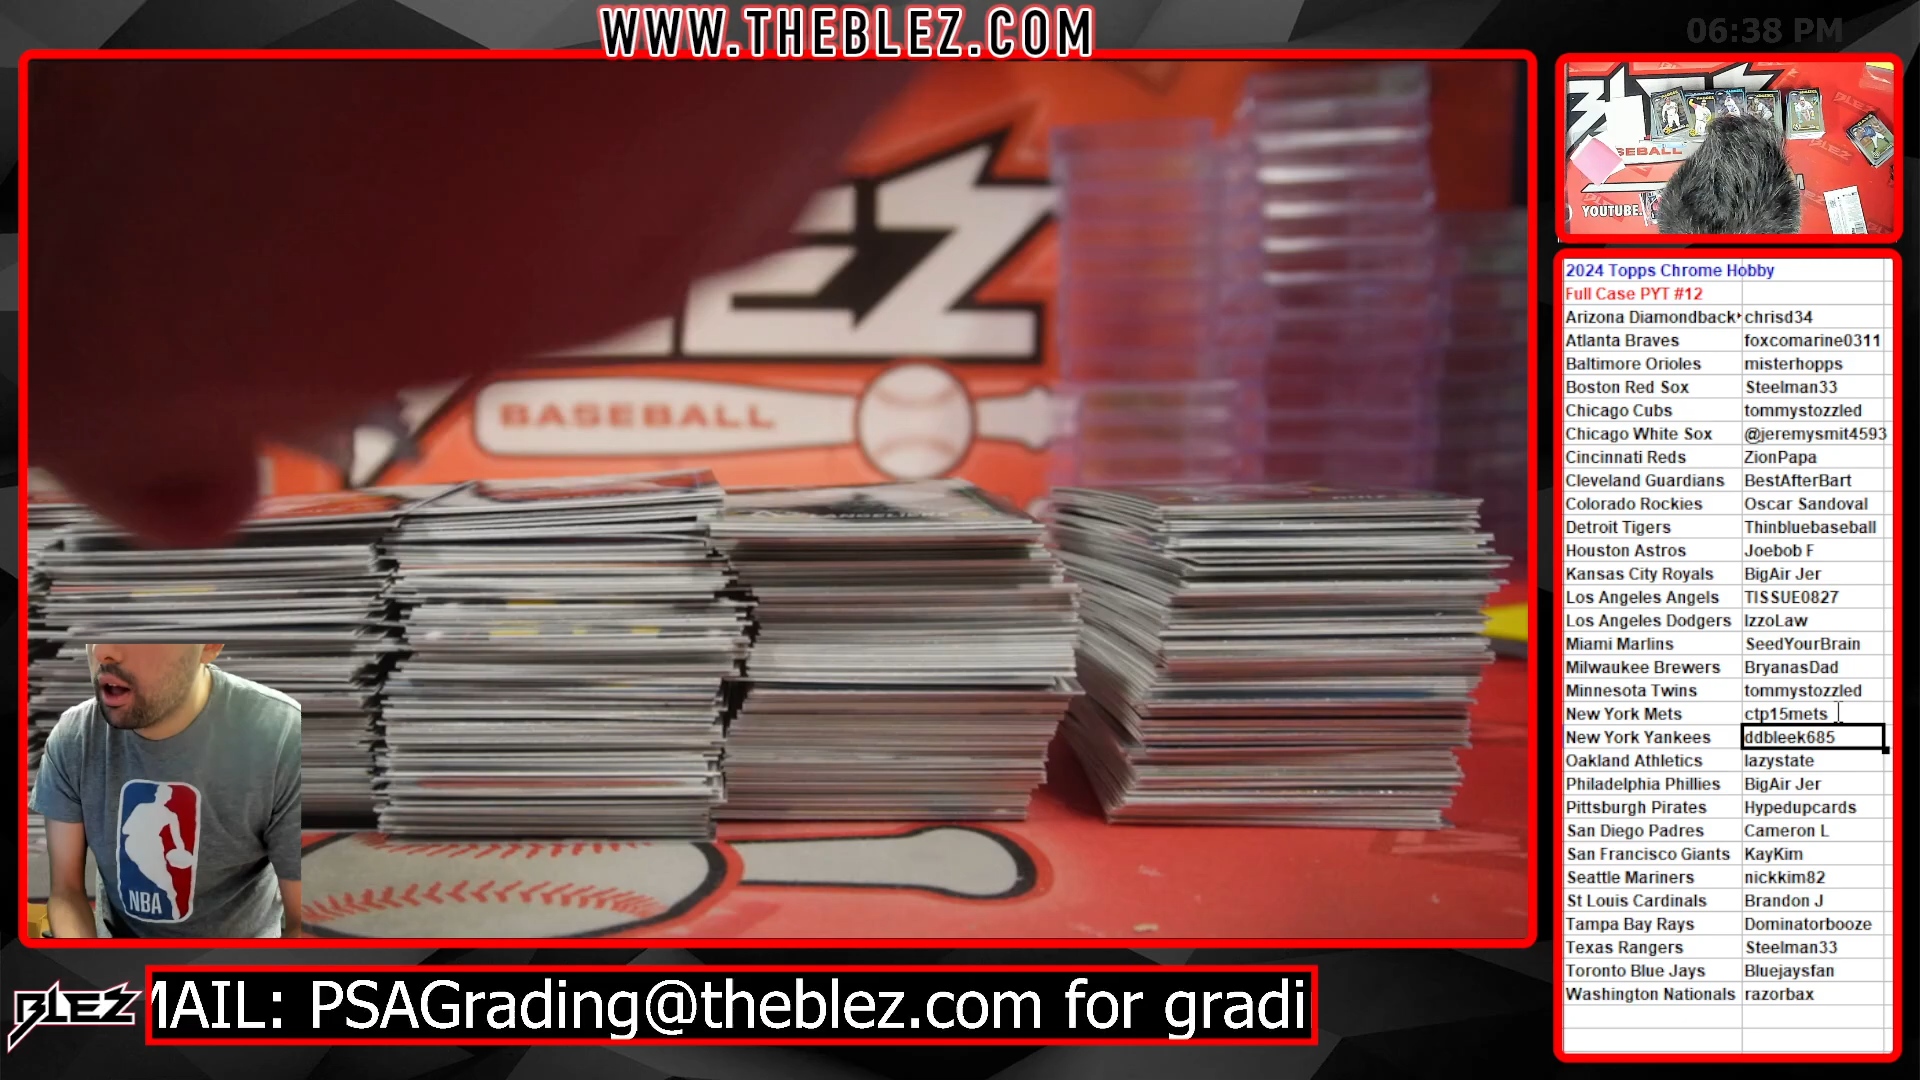 WWW.THEBLEZ.COM
06:38 PM
BASEBALL
NBA
YOUTUBE.
2024 Topps Chrome Hobby
Full Case PYT #12
Arizona Diamondback chrisd34
Atlanta Braves foxcomarine0311
Baltimore Orioles misterhopps
Boston Red Sox Steelman33
Chicago Cubs tommystozzled
Chicago White Sox @jeremysmit4593
Cincinnati Reds ZionPapa
Cleveland Guardians BestAfterBart
Colorado Rockies Oscar Sandoval
Detroit Tigers Thinbluebaseball
Houston Astros Joebob F
Kansas City Royals BigAir Jer
Los Angeles Angels TISSUE0827
Los Angeles Dodgers IzzoLaw
Miami Marlins SeedYourBrain
Milwaukee Brewers BryanasDad
Minnesota Twins tommystozzled
New York Mets ctp15mets
New York Yankees ddbleek685
Oakland Athletics lazystate
Philadelphia Phillies BigAir Jer
Pittsburgh Pirates Hypedupcards
San Diego Padres Cameron L
San Francisco Giants KayKim
Seattle Mariners nickkim82
St Louis Cardinals Brandon J
Tampa Bay Rays Dominatorbooze
Texas Rangers Steelman33
Toronto Blue Jays Bluejaysfan
Washington Nationals razorbax
BLEZ
MAIL: PSAGrading@theblez.com for gradi